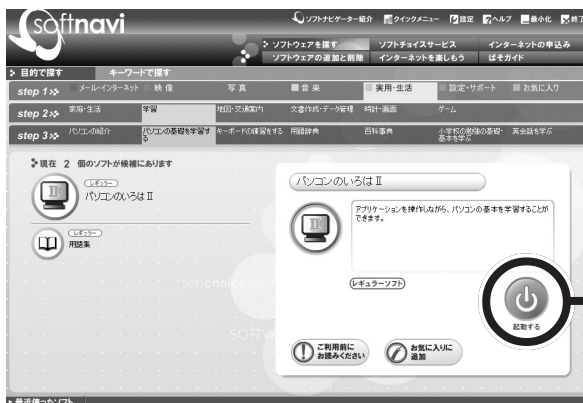 softnavi
ソフトナビゲーター紹介 クイックメニュー 設定 ヘルプ 最小化 終
ソフトウェアを探す ソフトチョイスサービス インターネットの申込み
ソフトウェアの追加と削除 インターネットを楽しもう ぱそガイド
目的で探す キーワードで探す
step 1 メール・インターネット 映像 写真 音楽 実用・生活 設定・サポート お気に入り
step 2 家庭・生活 学習 地図・交通案内 文書作成・データ管理 時計・画面 ゲーム
step 3 パソコンの紹介 パソコンの基礎を学習する キーボードの練習をする 用語辞典 百科事典 小学校の勉強の基礎・基本を学ぶ 英会話を学ぶ
現在 2 個のソフトが候補にあります
レギュラー
パソコンのいろは II
レギュラー
用語集
パソコンのいろは II
アプリケーションを操作しながら、パソコンの基本を学習することができます。
レギュラーソフト
起動する
ご利用前に
お読みください
お気に入りに
追加
最近使ったソフト